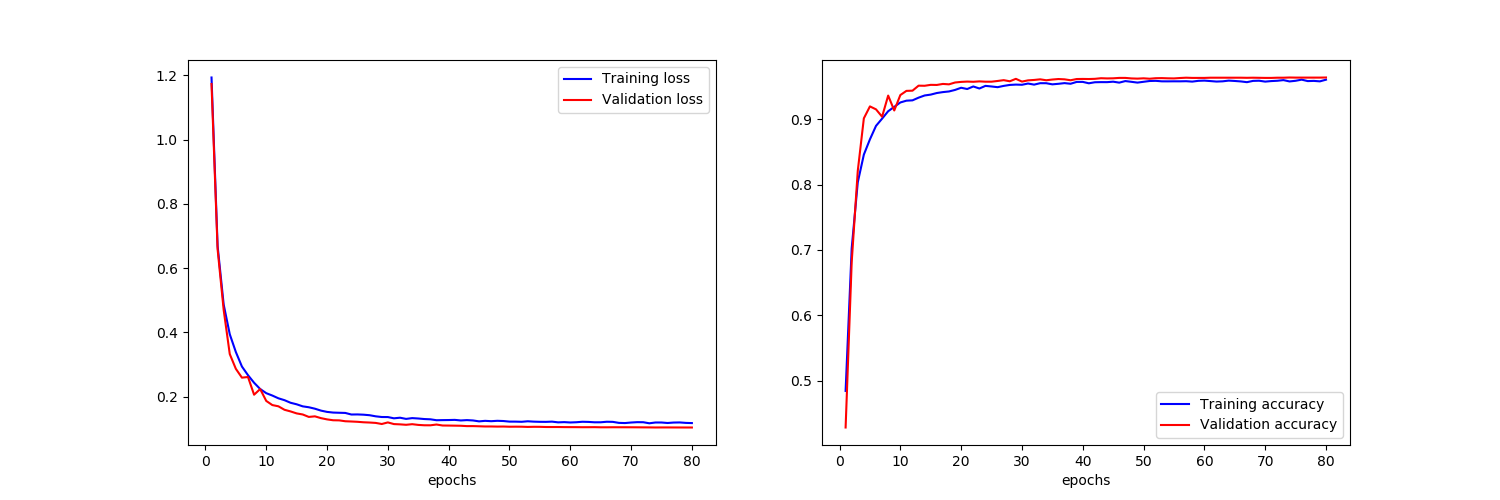 Training loss
Validation loss
1.2
1.0
0.8
0.6
0.4
0.2
0 10 20 30 40 50 60 70 80
epochs
0.9
0.8
0.7
0.6
0.5
Training accuracy
Validation accuracy
0 10 20 30 40 50 60 70 80
epochs